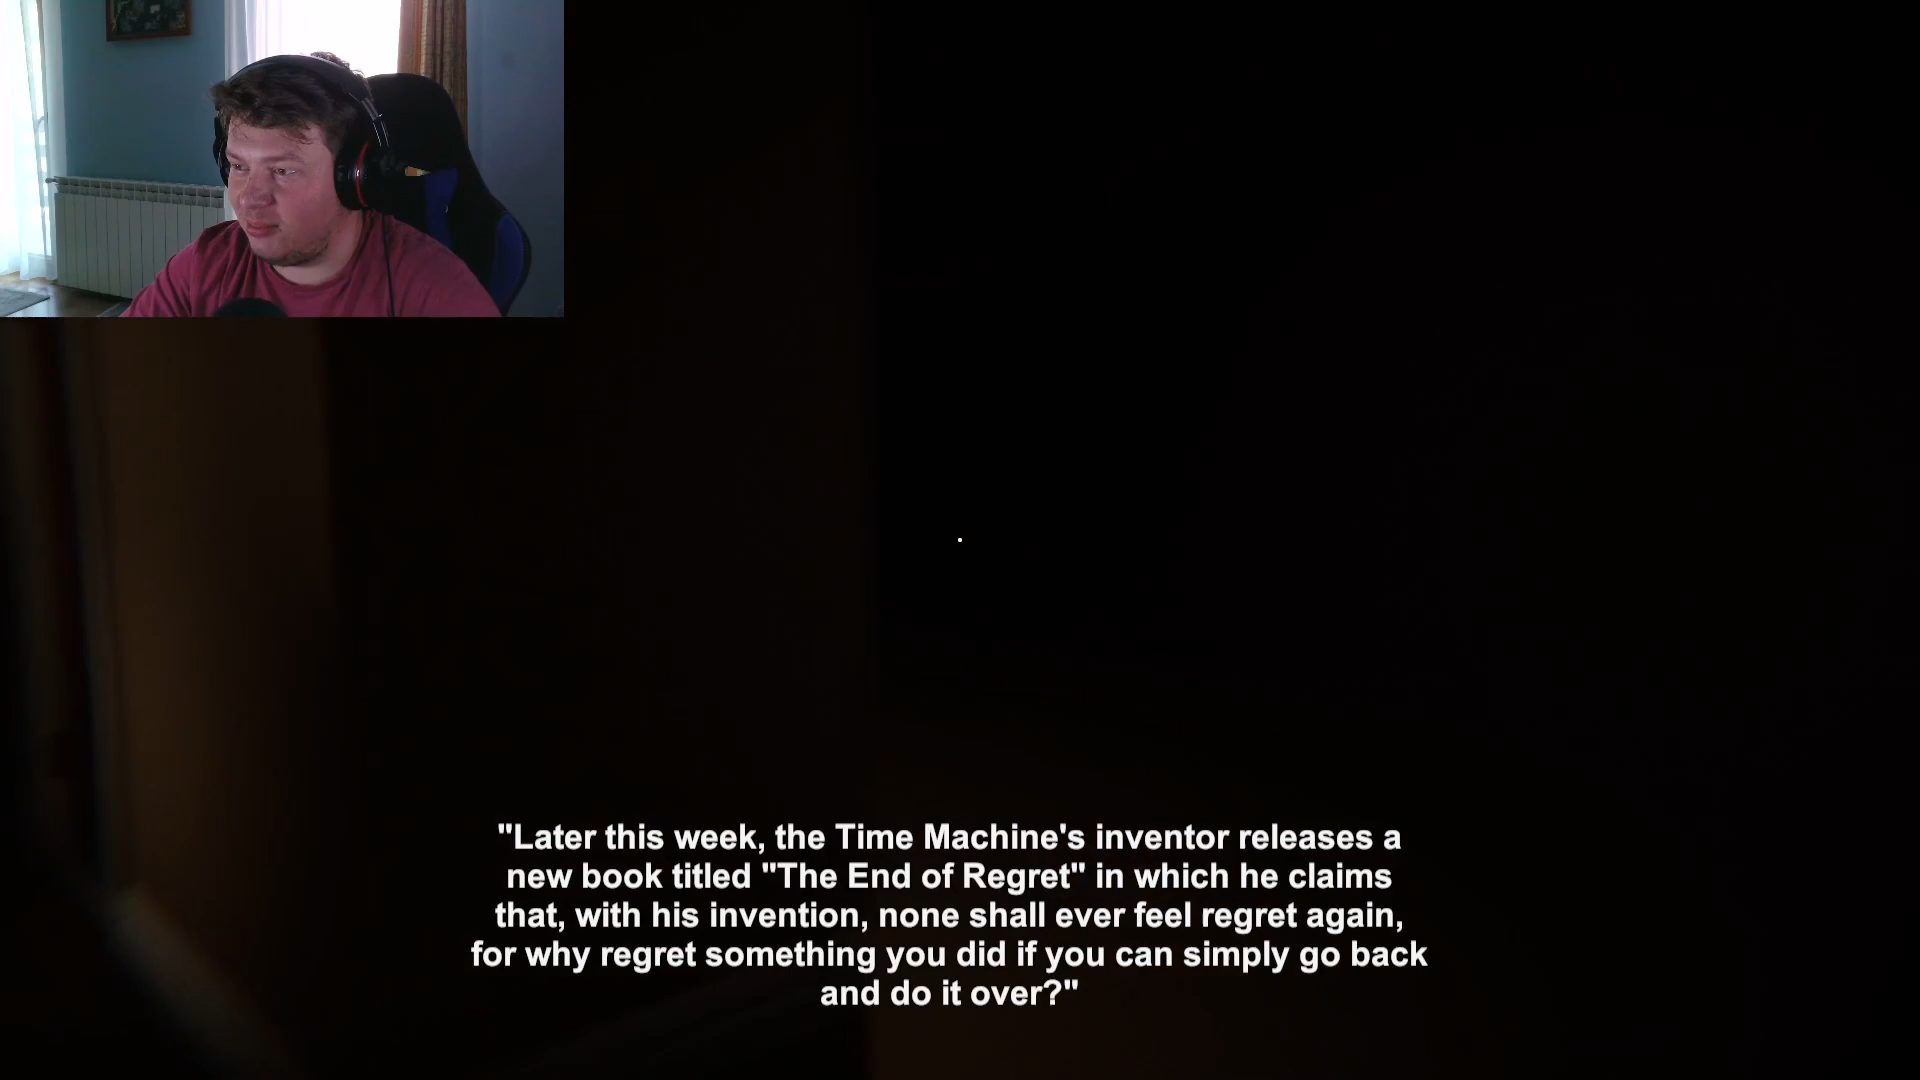 "Later this week, the Time Machine's inventor releases a
new book titled "The End of Regret" in which he claims
that, with his invention, none shall ever feel regret again,
for why regret something you did if you can simply go back
and do it over?"